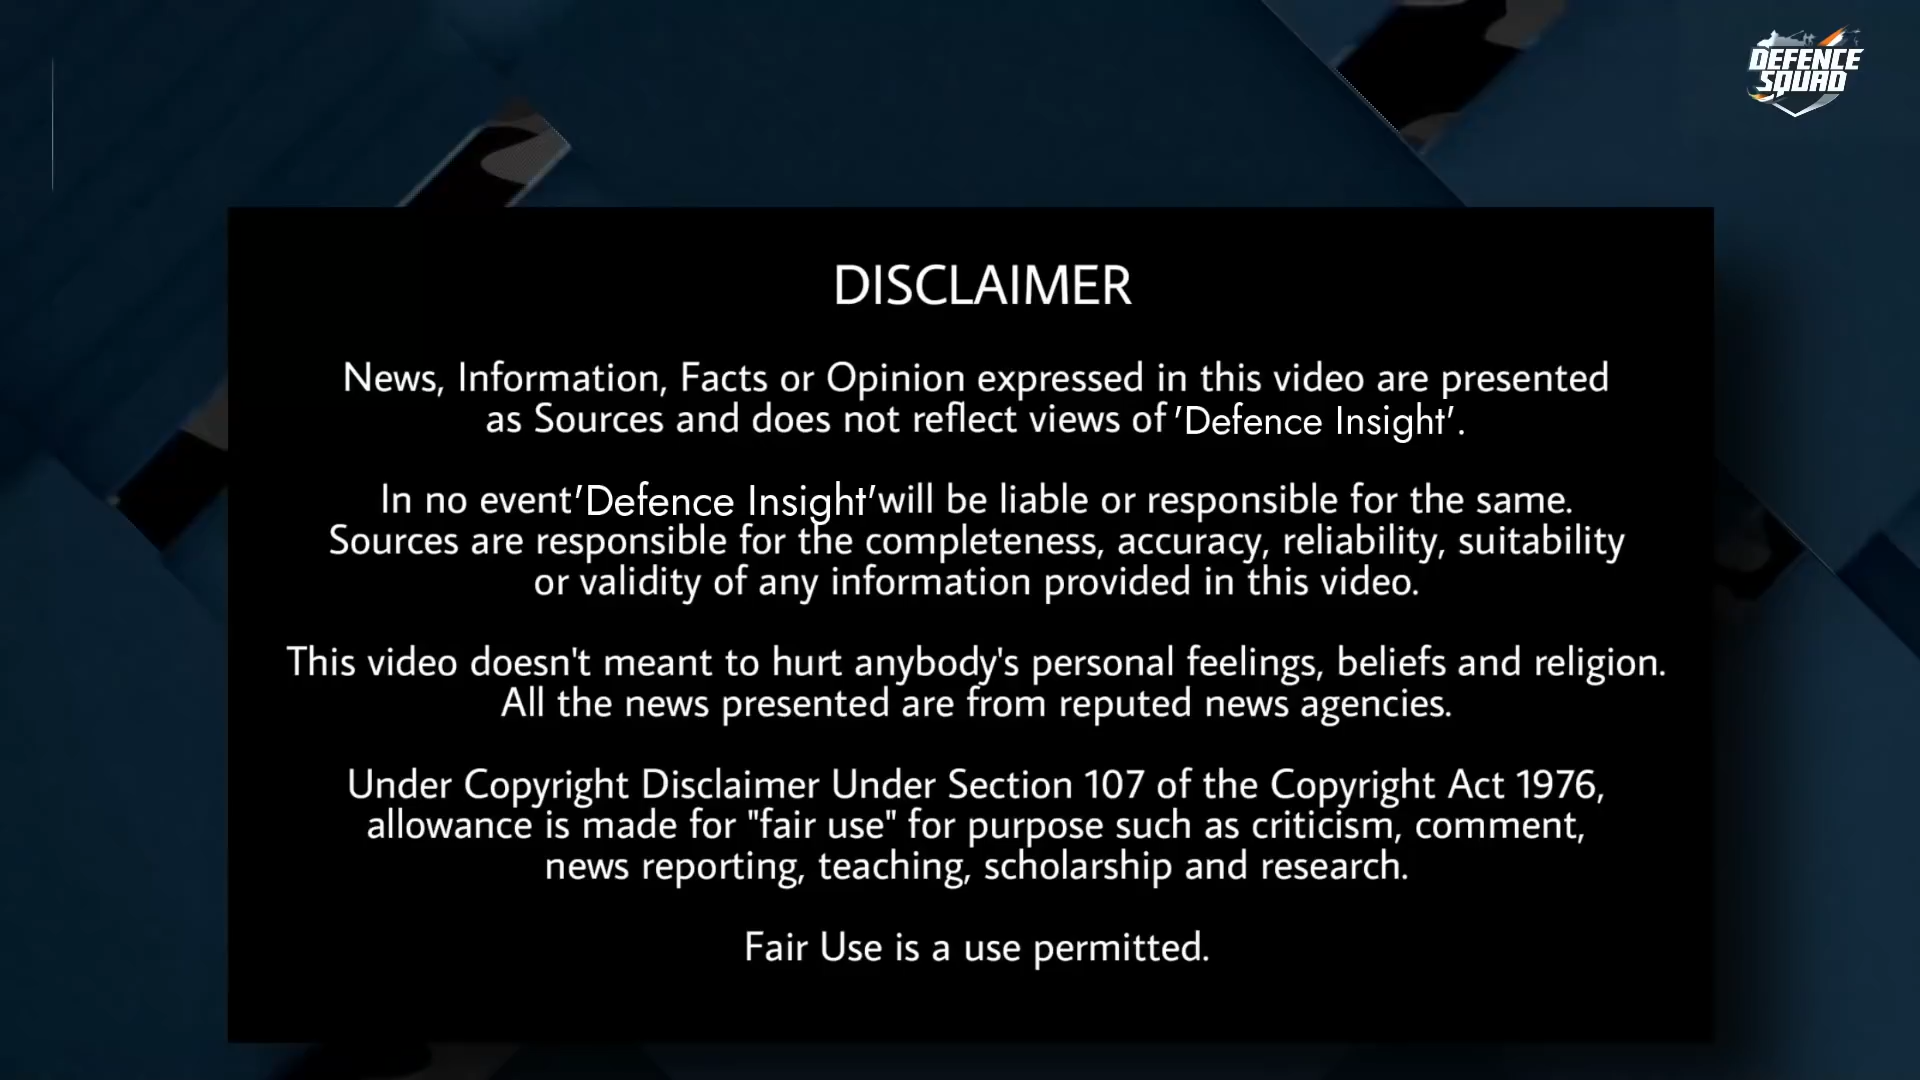 DEFENCE
SQUAD
DISCLAIMER
News, Information, Facts or Opinion expressed in this video are presented
as Sources and does not reflect views of 'Defence Insight'.
In no event'Defence Insight'will be liable or responsible for the same.
Sources are responsible for the completeness, accuracy, reliability, suitability
or validity of any information provided in this video.
This video doesn't meant to hurt anybody's personal feelings, beliefs and religion.
All the news presented are from reputed news agencies.
Under Copyright Disclaimer Under Section 107 of the Copyright Act 1976,
allowance is made for "fair use" for purpose such as criticism, comment,
news reporting, teaching, scholarship and research.
Fair Use is a use permitted.